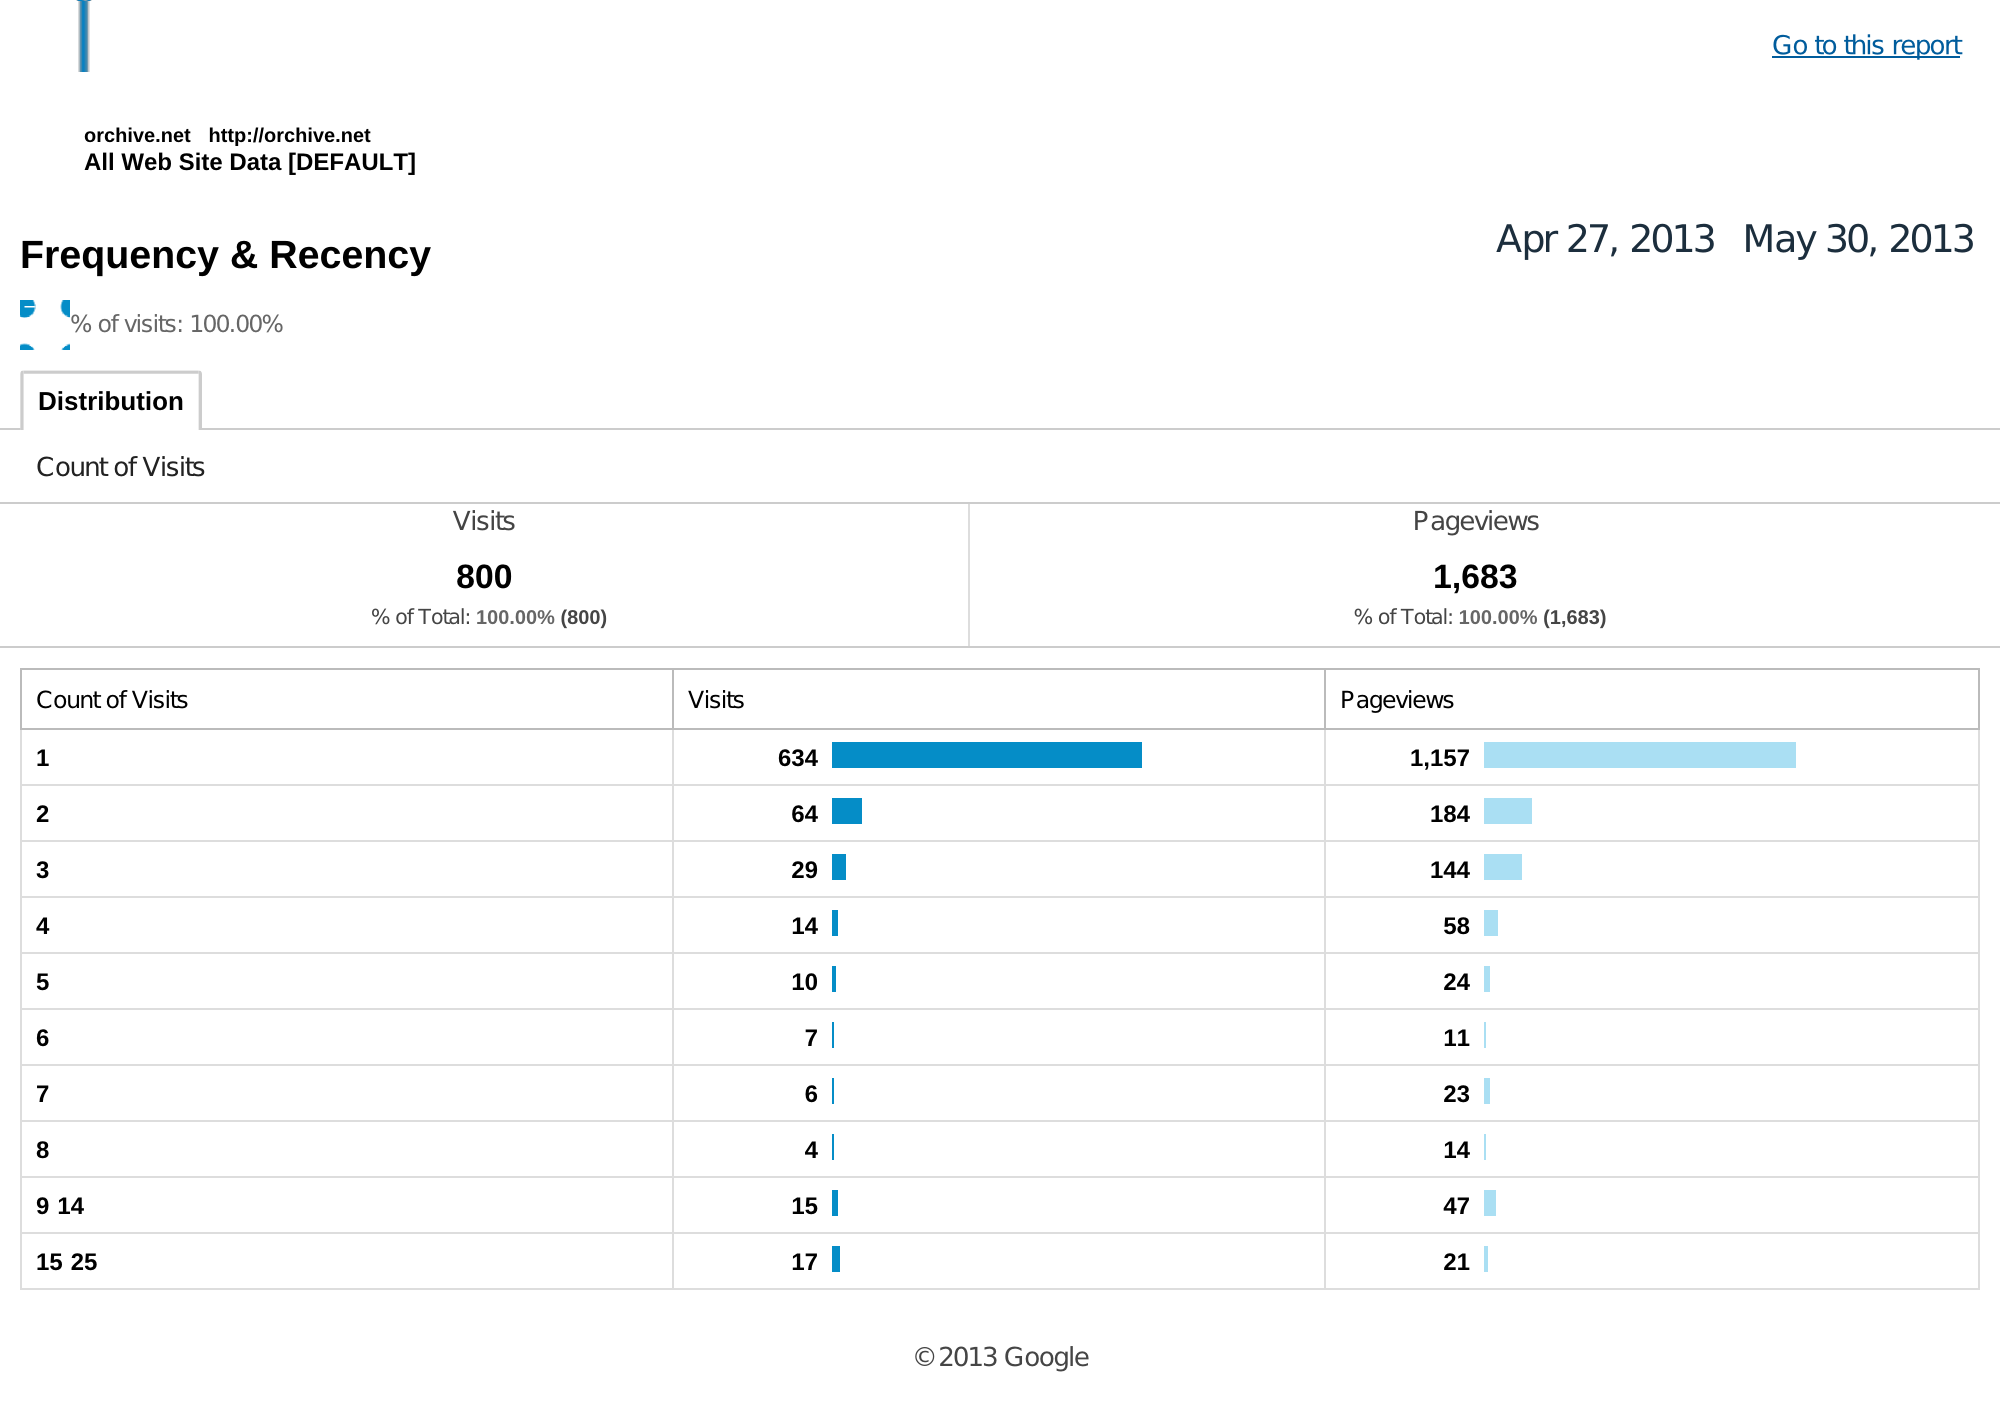 Go to this report
orchive.net http://orchive.net
All Web Site Data [DEFAULT]
Apr 27, 2013 May 30, 2013
Frequency & Recency
% of visits: 100.00%
Distribution
Count of Visits
Visits Pageviews
800 1,683
% of Total: 100.00% (800) % of Total: 100.00% (1,683)
Count of Visits Visits Pageviews
1 634 1,157
2 64 184
3 29 144
4 14 58
5 10 24
6 7 11
7 6 23
8 4 14
9 14 15 47
15 25 17 21
© 2013 Google